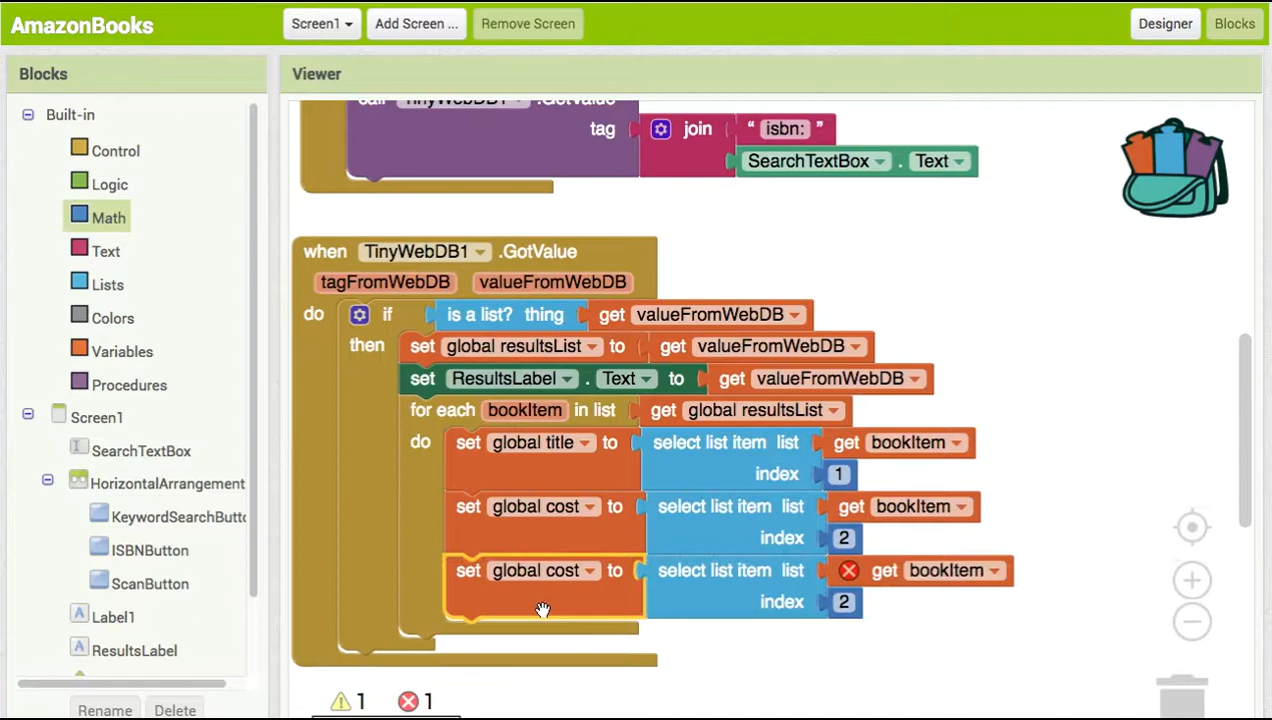 AmazonBooks
Screen1 Add Screen ... Remove Screen Designer Blocks
Blocks
Viewer
Built-in
Control
Logic
Math
Text
Lists
Colors
Variables
Procedures
Screen1
SearchTextBox
HorizontalArrangement
KeywordSearchButto
ISBNButton
ScanButton
Label1
ResultsLabel
Rename Delete
call TinyWebDB1 .GotValue
tag join “ isbn: ”
SearchTextBox . Text
when TinyWebDB1 .GotValue
tagFromWebDB valueFromWebDB
do if is a list? thing get valueFromWebDB
then set global resultsList to get valueFromWebDB
set ResultsLabel . Text to get valueFromWebDB
for each bookItem in list get global resultsList
do set global title to select list item list get bookItem
index 1
set global cost to select list item list get bookItem
index 2
set global cost to select list item list get bookItem
index 2
1 1